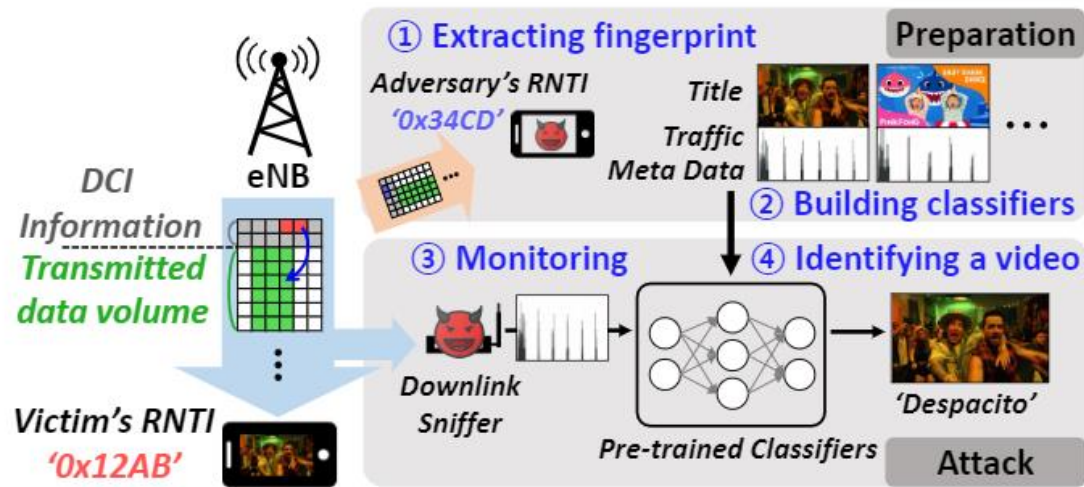 ① Extracting fingerprint
Preparation
Adversary's RNTI
'0x34CD'
Title
Traffic
Meta Data
PINKFONG
...
② Building classifiers
eNB
DCI
Information
Transmitted
data volume
...
Victim's RNTI
'0x12AB'
③ Monitoring
④ Identifying a video
Downlink
Sniffer
Pre-trained Classifiers
'Despacito'
Attack